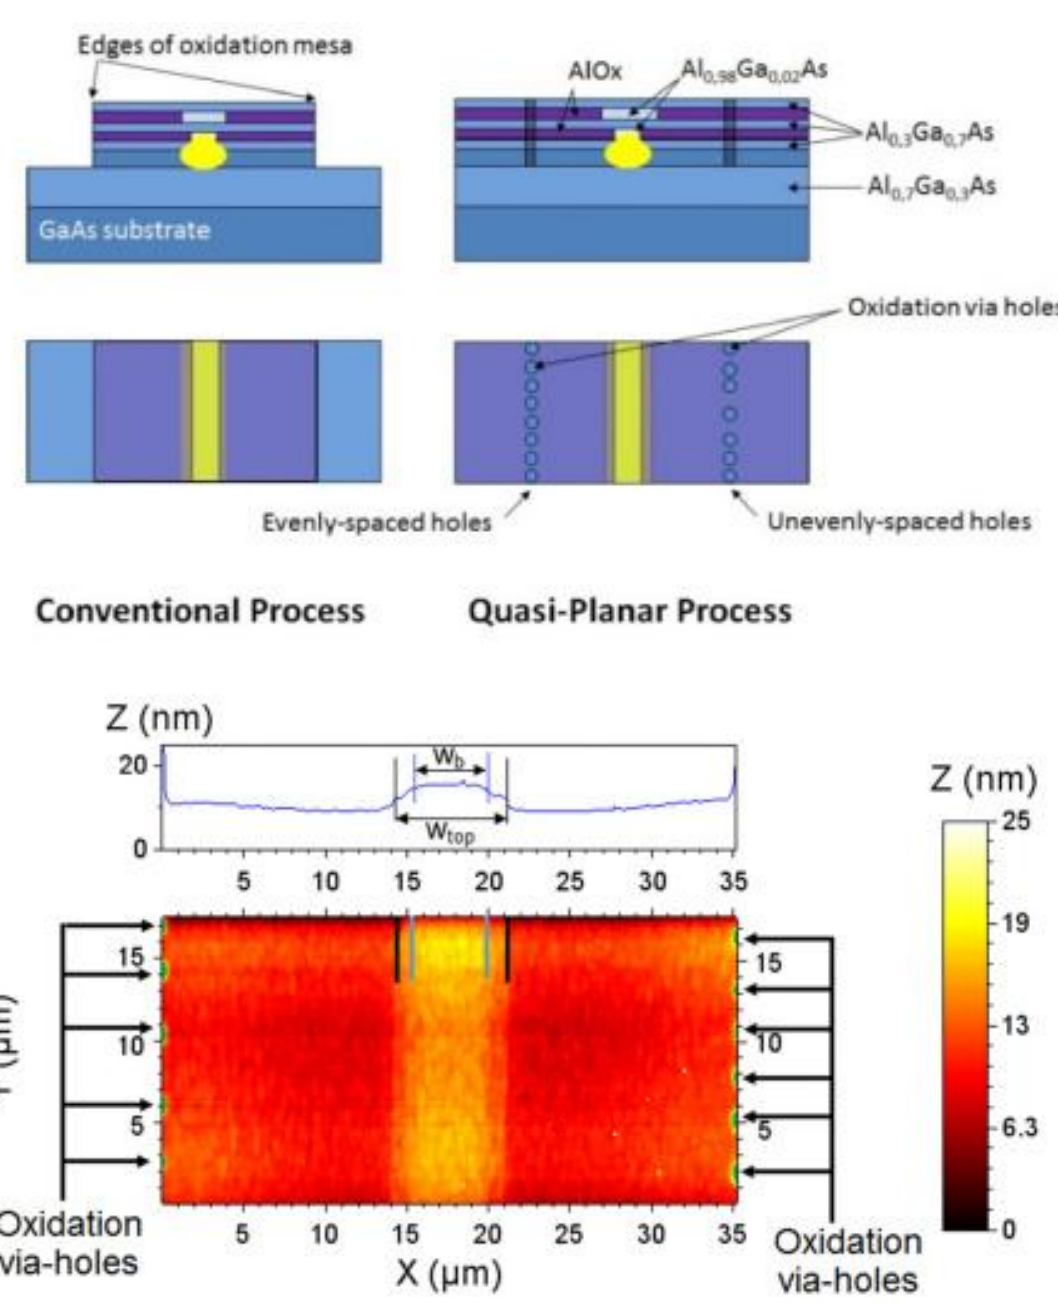 Edges of oxidation mesa
AlOx
Al0,98Ga0,02As
Al0,3Ga0,7As
Al0,7Ga0,3As
GaAs substrate
Oxidation via holes
Evenly-spaced holes
Unevenly-spaced holes
Conventional Process
Quasi-Planar Process
Z (nm)
20
0
Wb
Wtop
5 10 15 20 25 30 35
Z (nm)
25
19
13
6.3
0
15
10
5
15
10
5
(µm)
5 10 15 20 25 30 35
X (µm)
Oxidation
via-holes
Oxidation
via-holes